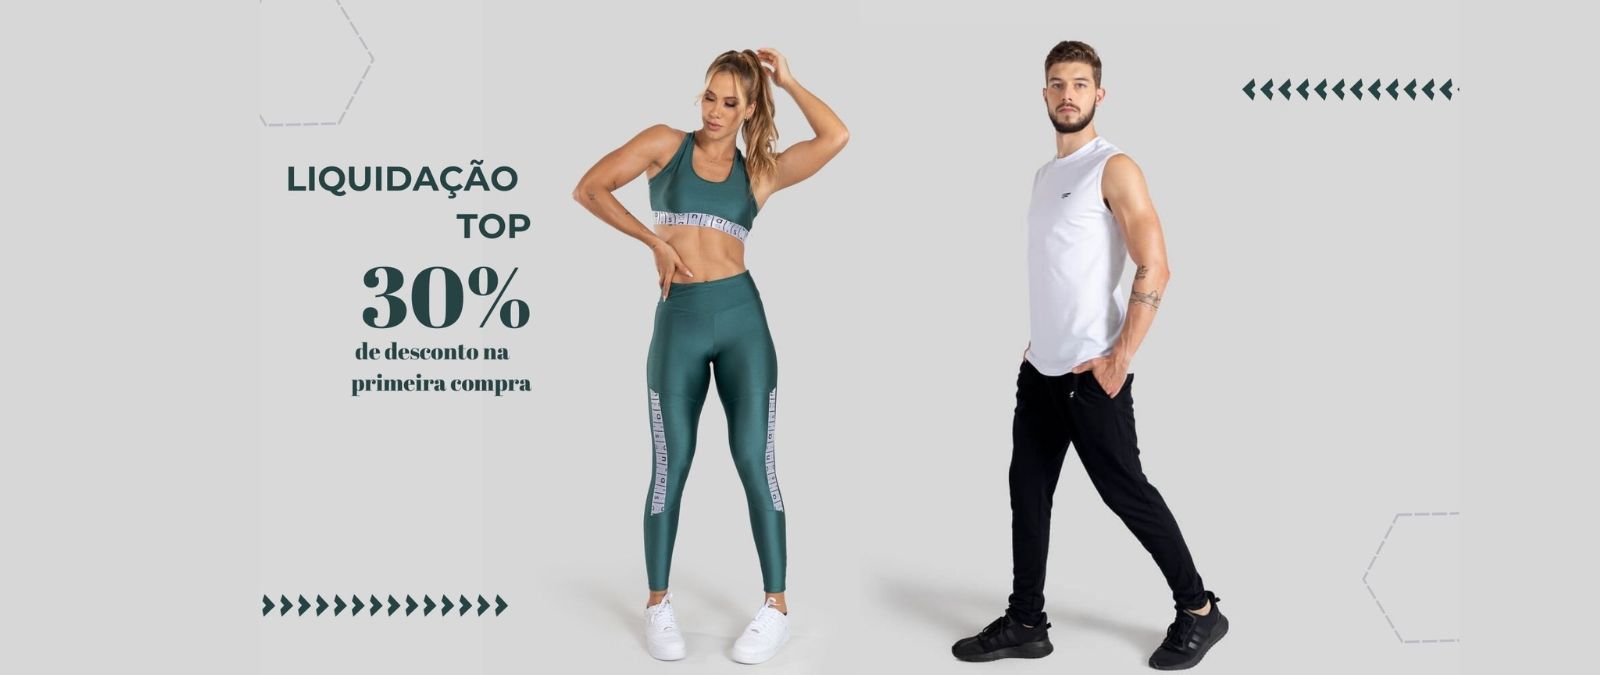 LIQUIDAÇÃO
TOP
30%
de desconto na
primeira compra